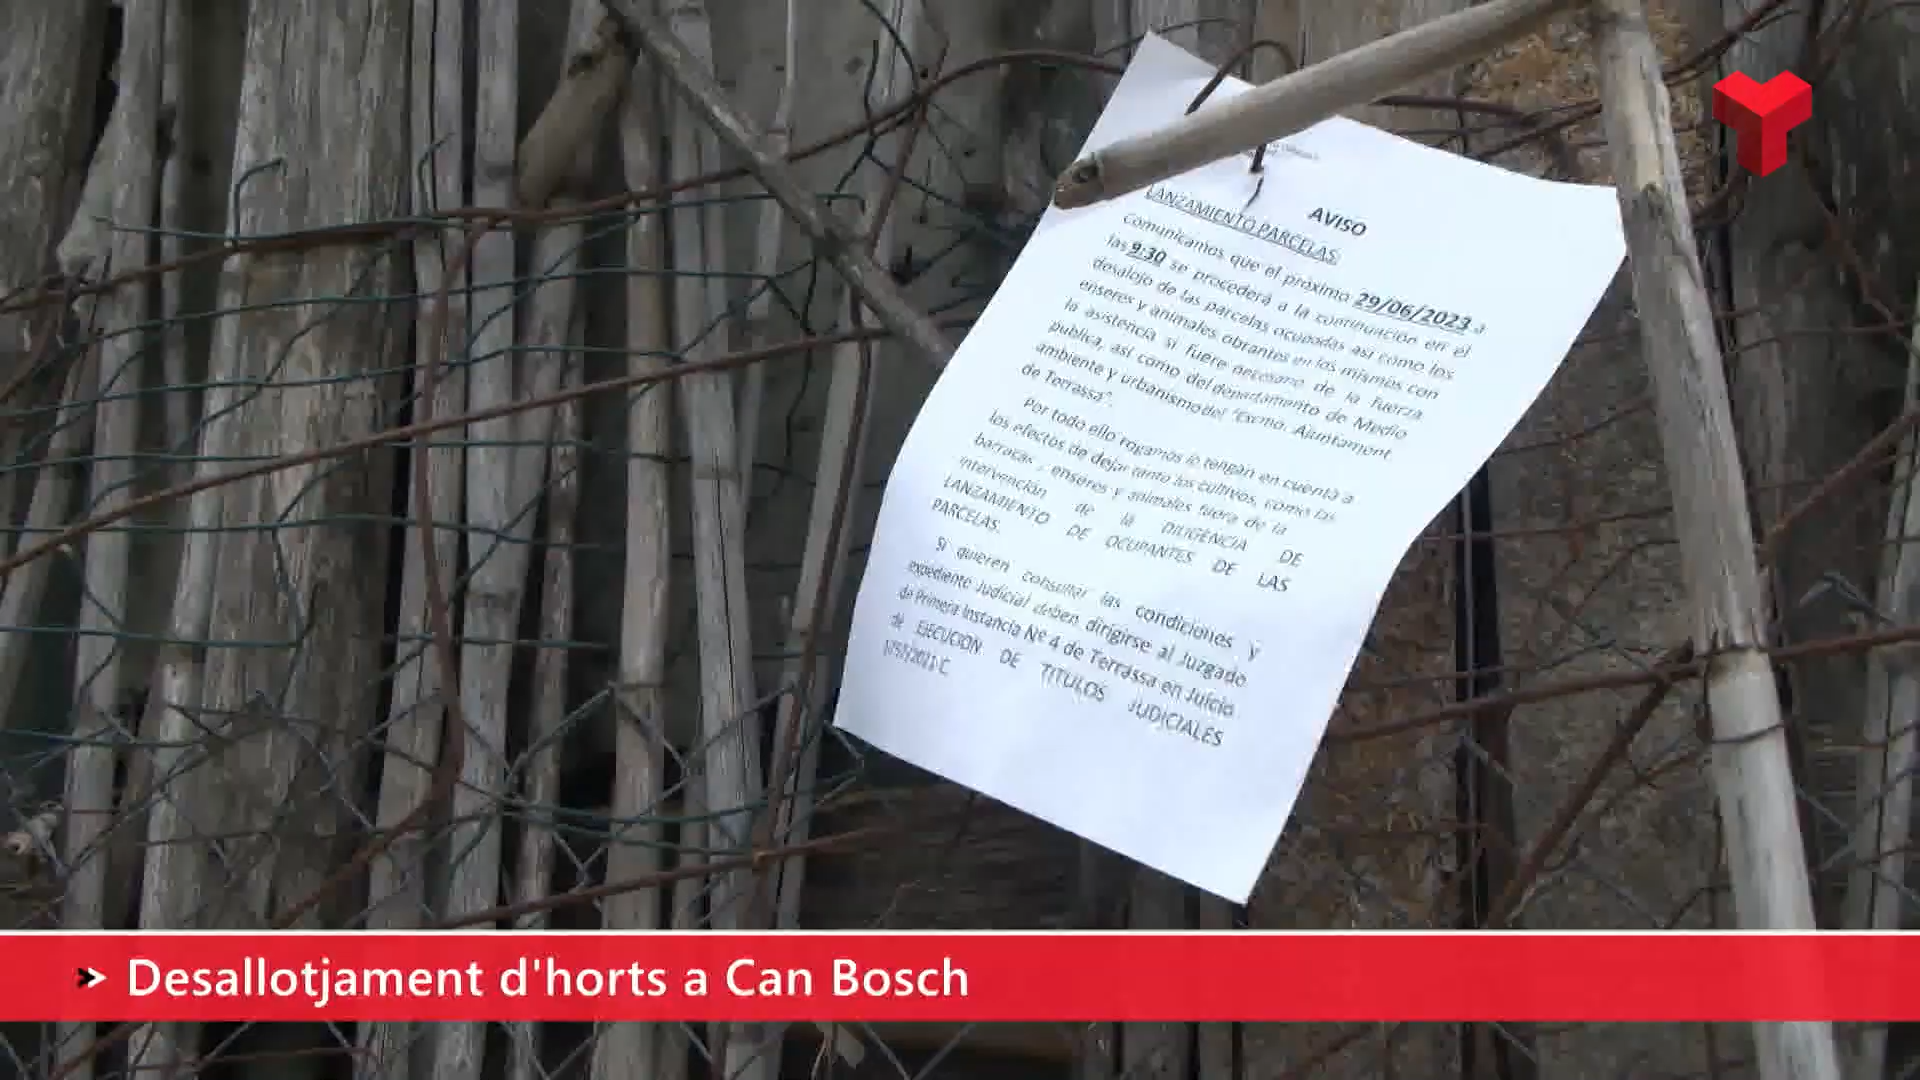 AVISO
LANZAMIENTO PARCELAS:
Comunicamos que el próximo 29/06/2023 a
las 9:30 se procederá a la continuación en el
desalojo de las parcelas ocupadas así como los
enseres y animales obrantes en los mismos con
la asistencia si fuere necesario de la fuerza
publica, así como del departamento de Medio
ambiente y urbanismo del "Escmo. Ajuntament
de Terrassa".
Por todo ello rogamos lo tengan en cuenta a
los efectos de dejar tanto los cultivos, como las
barracas , enseres y animales fuera de la
intervención de la DILIGENCIA DE
LANZAMIENTO DE OCUPANTES DE LAS
PARCELAS.
Si quieren consultar las condiciones y
expediente Judicial deben dirigirse al Juzgado
de Primera Instancia Nº 4 de Terrassa en Juicio
de EJECUCION DE TITULOS JUDICIALES
Desallotjament d'horts a Can Bosch